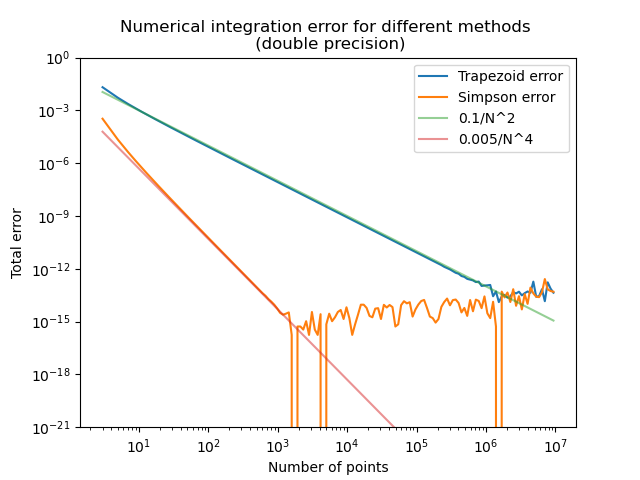 Numerical integration error for different methods
(double precision)
10^0
10^-3
10^-6
10^-9
10^-12
10^-15
10^-18
10^-21
Total error
Trapezoid error
Simpson error
0.1/N^2
0.005/N^4
10^1
10^2
10^3
10^4
10^5
10^6
10^7
Number of points